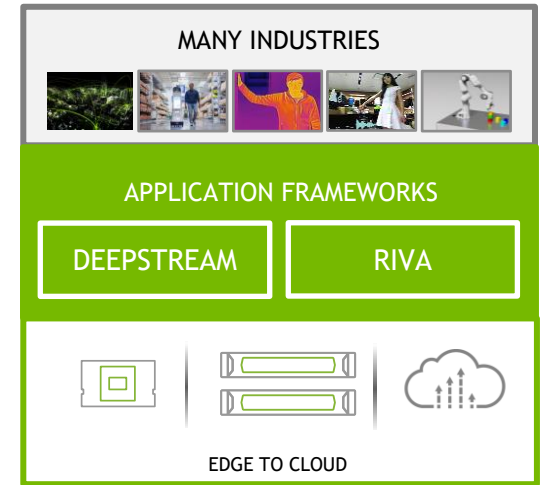 MANY INDUSTRIES
APPLICATION FRAMEWORKS
DEEPSTREAM
RIVA
EDGE TO CLOUD